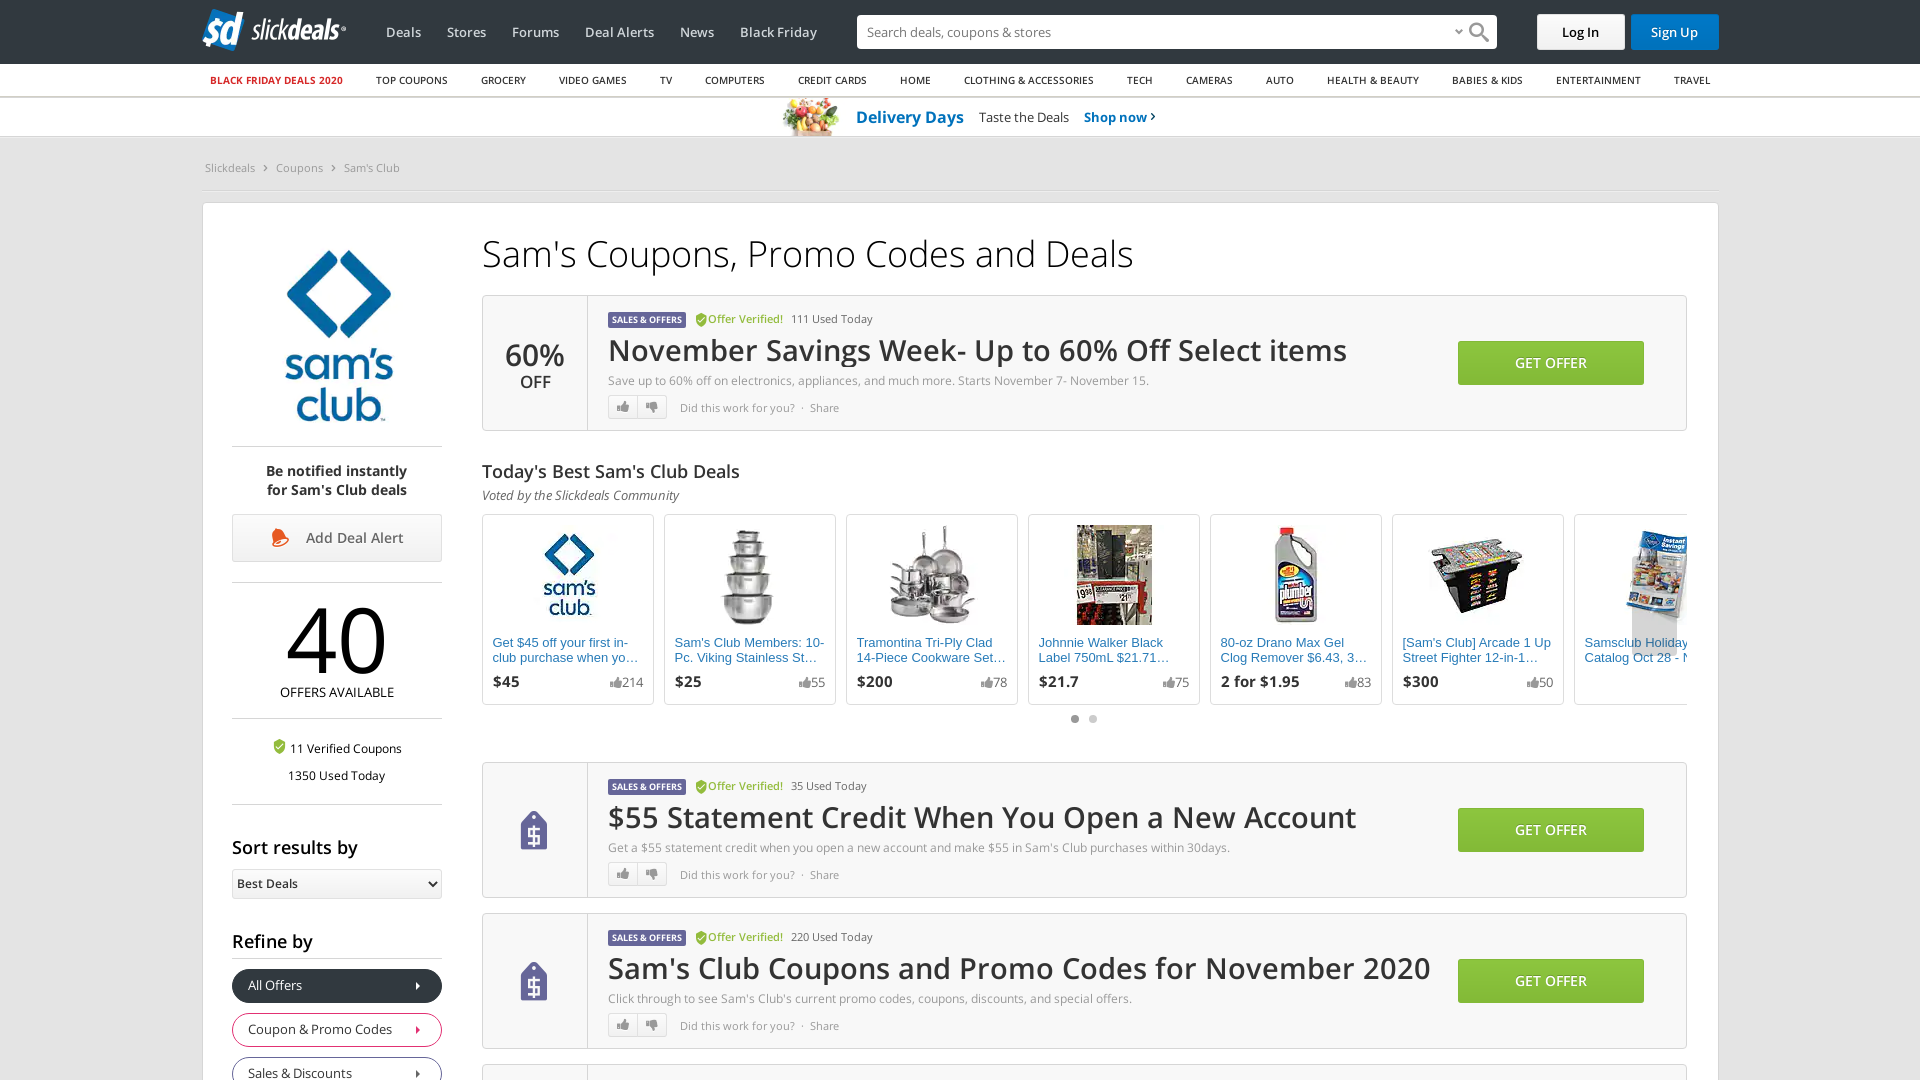 sd slickdeals
Deals Stores Forums Deal Alerts News Black Friday
Search deals, coupons & stores
Log In
Sign Up
BLACK FRIDAY DEALS 2020 TOP COUPONS GROCERY VIDEO GAMES TV COMPUTERS CREDIT CARDS HOME CLOTHING & ACCESSORIES TECH CAMERAS AUTO HEALTH & BEAUTY BABIES & KIDS ENTERTAINMENT TRAVEL
Delivery Days Taste the Deals Shop now
Slickdeals > Coupons > Sam's Club
sam's
club™
Be notified instantly
for Sam's Club deals
Add Deal Alert
40
OFFERS AVAILABLE
11 Verified Coupons
1350 Used Today
Sort results by
Best Deals
Refine by
All Offers
Coupon & Promo Codes
Sales & Discounts
Sam's Coupons, Promo Codes and Deals
60%
OFF
SALES & OFFERS Offer Verified! 111 Used Today
November Savings Week- Up to 60% Off Select items
Save up to 60% off on electronics, appliances, and much more. Starts November 7- November 15.
Did this work for you? · Share
GET OFFER
Today's Best Sam's Club Deals
Voted by the Slickdeals Community
sam's
club
Get $45 off your first in-
club purchase when yo…
$45 214
Sam's Club Members: 10-
Pc. Viking Stainless St…
$25 55
Tramontina Tri-Ply Clad
14-Piece Cookware Set…
$200 78
Johnnie Walker Black
Label 750mL $21.71…
$21.7 75
plumber
80-oz Drano Max Gel
Clog Remover $6.43, 3…
2 for $1.95 83
[Sam's Club] Arcade 1 Up
Street Fighter 12-in-1…
$300 50
Instant
Savings
Samsclub Holiday
Catalog Oct 28 - N
SALES & OFFERS Offer Verified! 35 Used Today
$55 Statement Credit When You Open a New Account
Get a $55 statement credit when you open a new account and make $55 in Sam's Club purchases within 30days.
Did this work for you? · Share
GET OFFER
SALES & OFFERS Offer Verified! 220 Used Today
Sam's Club Coupons and Promo Codes for November 2020
Click through to see Sam's Club's current promo codes, coupons, discounts, and special offers.
Did this work for you? · Share
GET OFFER